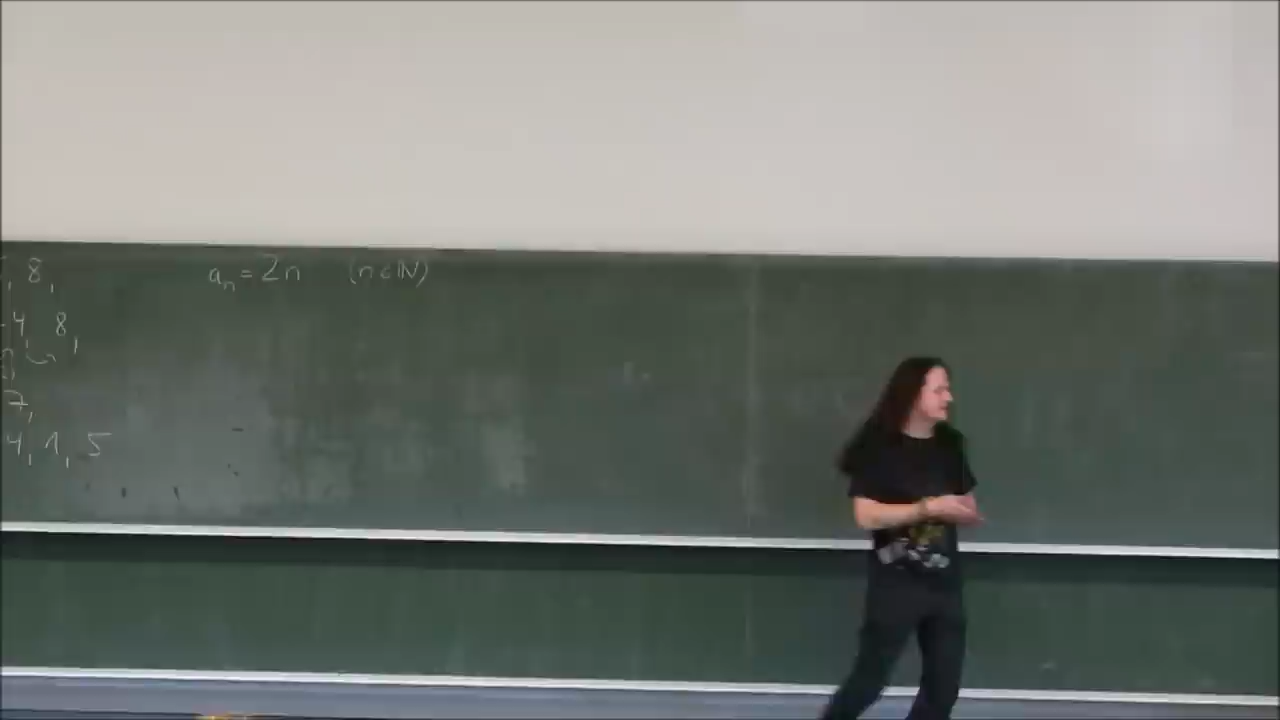 , 8,
aₙ = 2n (n∈ℕ)
4, 8,
7,
4, 1, 5